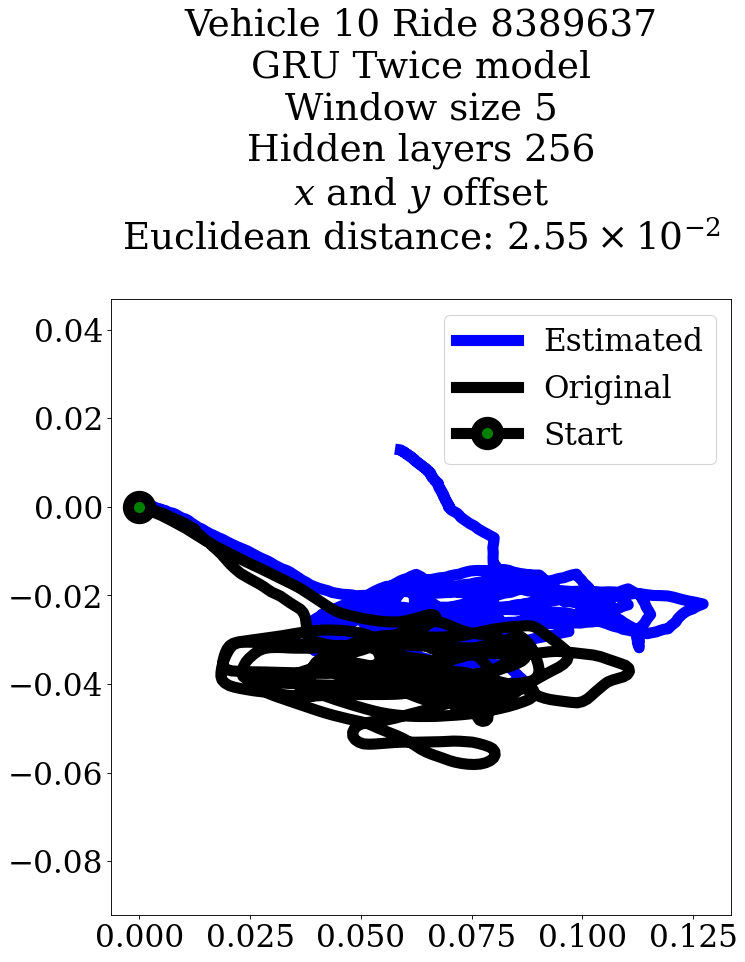 Vehicle 10 Ride 8389637
GRU Twice model
Window size 5
Hidden layers 256
x and y offset
Euclidean distance: 2.55 × 10⁻²
Estimated
Original
Start
0.04
0.02
0.00
−0.02
−0.04
−0.06
−0.08
0.000 0.025 0.050 0.075 0.100 0.125